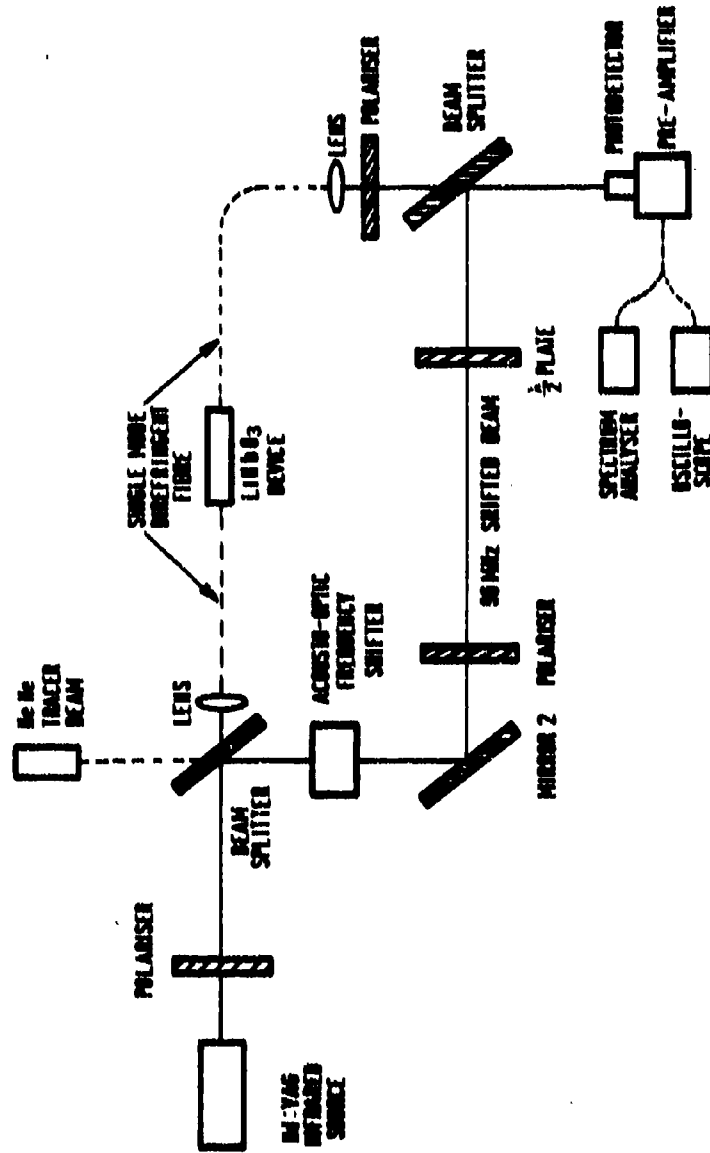 Nd:YAG
INFRARED
SOURCE
POLARISER
He Ne
TRACER
BEAM
BEAM
SPLITTER
LENS
SINGLE MODE
BIREFRINGENT
FIBRE
LiNbO3
DEVICE
LENS
POLARISER
ACOUSTO-OPTIC
FREQUENCY
SHIFTER
MIRROR 2
POLARISER
MHz SHIFTED BEAM
λ/2 PLATE
BEAM
SPLITTER
PHOTODETECTOR
PRE-AMPLIFIER
SPECTRUM
ANALYSER
OSCILLO-
SCOPE